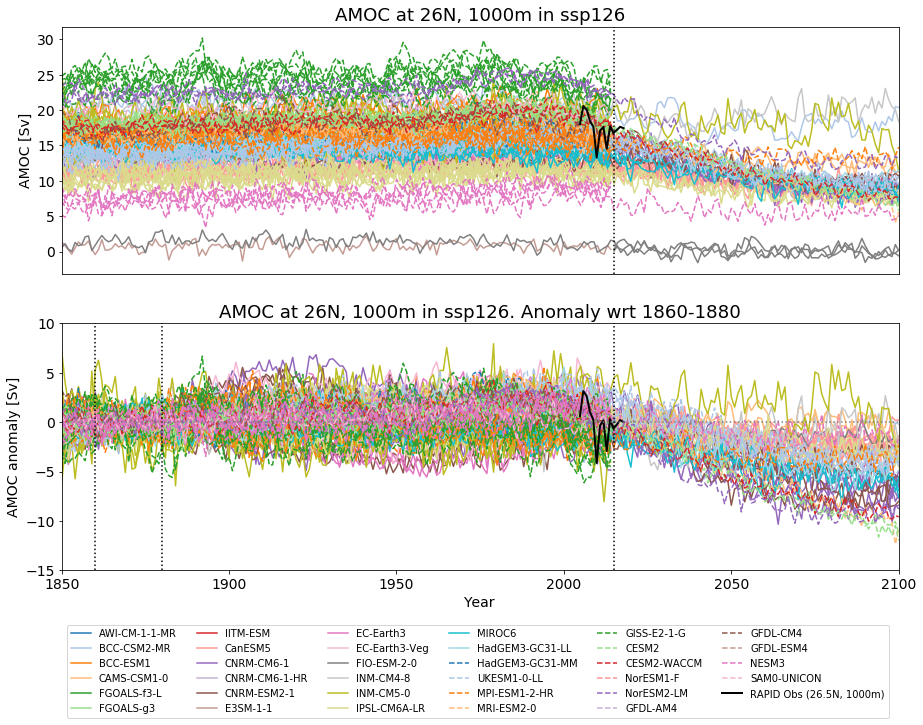 AMOC at 26N, 1000m in ssp126
30
25
20
15
10
5
0
AMOC [Sv]
AMOC at 26N, 1000m in ssp126. Anomaly wrt 1860-1880
10
5
0
−5
−10
−15
AMOC anomaly [Sv]
1850 1900 1950 2000 2050 2100
Year
AWI-CM-1-1-MR IITM-ESM EC-Earth3 MIROC6 GISS-E2-1-G GFDL-CM4
BCC-CSM2-MR CanESM5 EC-Earth3-Veg HadGEM3-GC31-LL CESM2 GFDL-ESM4
BCC-ESM1 CNRM-CM6-1 FIO-ESM-2-0 HadGEM3-GC31-MM CESM2-WACCM NESM3
CAMS-CSM1-0 CNRM-CM6-1-HR INM-CM4-8 UKESM1-0-LL NorESM1-F SAM0-UNICON
FGOALS-f3-L CNRM-ESM2-1 INM-CM5-0 MPI-ESM1-2-HR NorESM2-LM RAPID Obs (26.5N, 1000m)
FGOALS-g3 E3SM-1-1 IPSL-CM6A-LR MRI-ESM2-0 GFDL-AM4